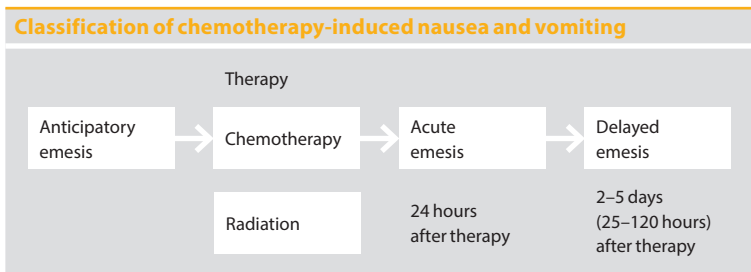 Classification of chemotherapy-induced nausea and vomiting
Therapy
Anticipatory
emesis
Chemotherapy
Acute
emesis
Delayed
emesis
Radiation
24 hours
after therapy
2–5 days
(25–120 hours)
after therapy